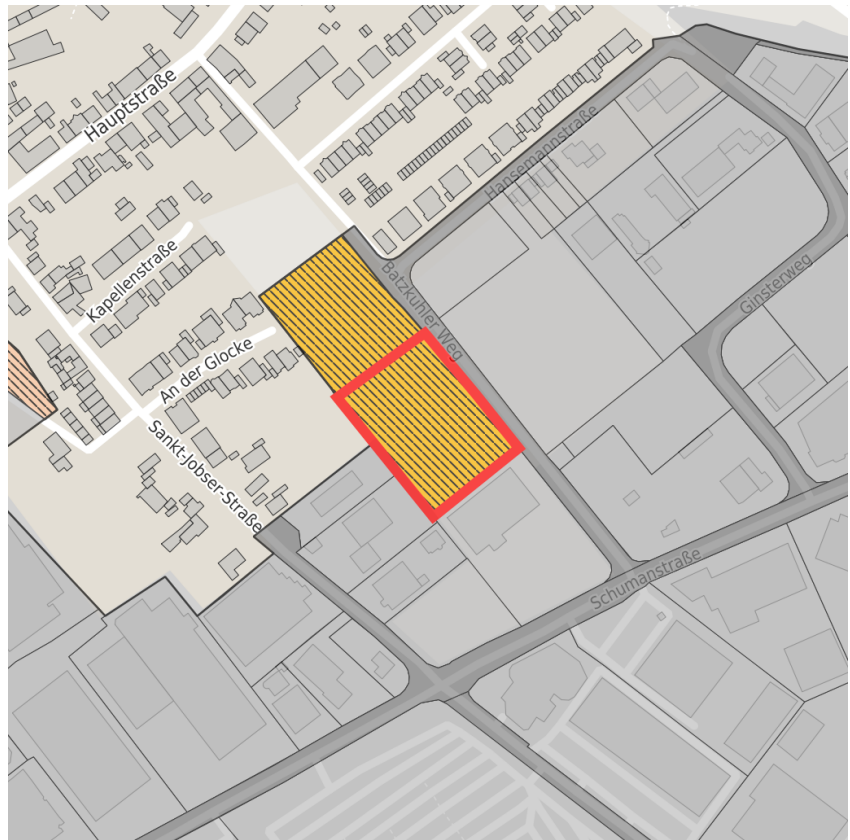 Hauptstraße
Hansemannstraße
Kapellenstraße
Batzkuhler Weg
Ginsterweg
An der Glocke
Sankt-Jobser-Straße
Schumanstraße